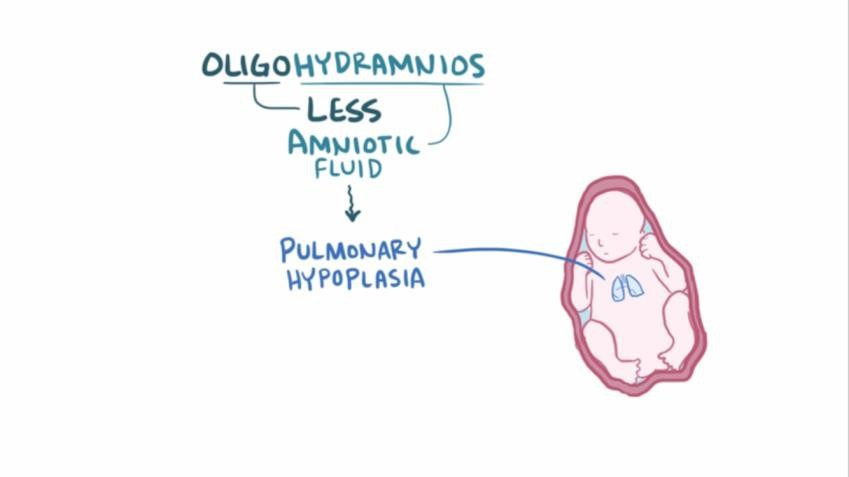 OLIGOHYDRAMNIOS
LESS
AMNIOTIC
FLUID
PULMONARY
HYPOPLASIA